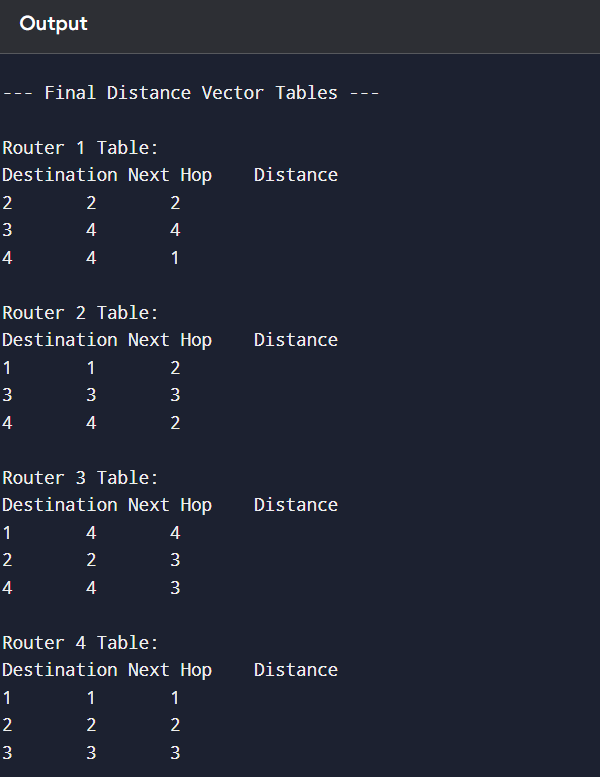 Output
--- Final Distance Vector Tables ---
Router 1 Table:
Destination Next Hop    Distance
2       2       2
3       4       4
4       4       1
Router 2 Table:
Destination Next Hop    Distance
1       1       2
3       3       3
4       4       2
Router 3 Table:
Destination Next Hop    Distance
1       4       4
2       2       3
4       4       3
Router 4 Table:
Destination Next Hop    Distance
1       1       1
2       2       2
3       3       3